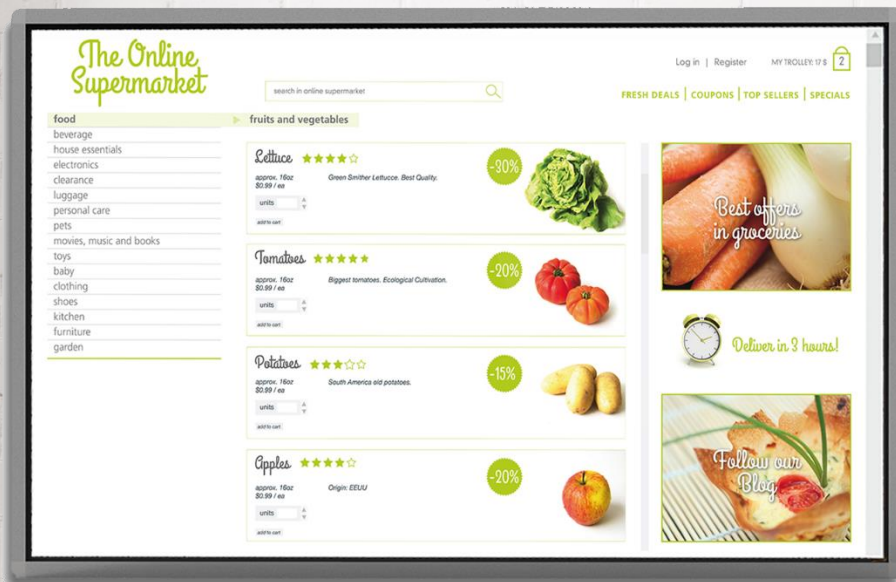 The Online
Supermarket
Log in | Register
MY TROLLEY: 17 $
2
search in online supermarket
FRESH DEALS | COUPONS | TOP SELLERS | SPECIALS
food
beverage
house essentials
electronics
clearance
luggage
personal care
pets
movies, music and books
toys
baby
clothing
shoes
kitchen
furniture
garden
fruits and vegetables
Lettuce
-30%
approx. 16oz
$0.99 / ea
Green Smither Lettucce. Best Quality.
units
add to cart
Tomatoes
-20%
approx. 16oz
$0.99 / ea
Biggest tomatoes. Ecological Cultivation.
units
add to cart
Potatoes
-15%
approx. 16oz
$0.99 / ea
South America old potatoes.
units
add to cart
Apples
-20%
approx. 16oz
$0.99 / ea
Origin: EEUU
units
add to cart
Best offers
in groceries
Deliver in 3 hours!
Follow our
Blog